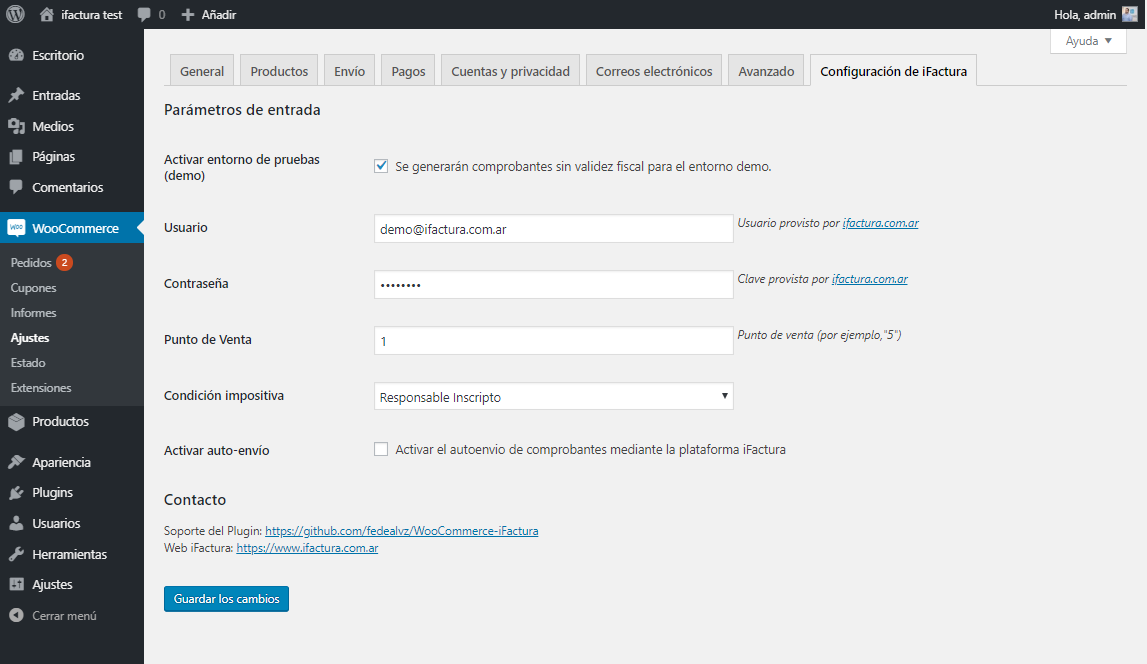 ifactura test 0 Añadir Hola, admin
Ayuda ▼
Escritorio
Entradas
Medios
Páginas
Comentarios
WOO WooCommerce
Pedidos 2
Cupones
Informes
Ajustes
Estado
Extensiones
Productos
Apariencia
Plugins
Usuarios
Herramientas
Ajustes
Cerrar menú
General Productos Envío Pagos Cuentas y privacidad Correos electrónicos Avanzado Configuración de iFactura
Parámetros de entrada
Activar entorno de pruebas
(demo)
Se generarán comprobantes sin validez fiscal para el entorno demo.
Usuario
demo@ifactura.com.ar
Usuario provisto por ifactura.com.ar
Contraseña
••••••••
Clave provista por ifactura.com.ar
Punto de Venta
1
Punto de venta (por ejemplo,"5")
Condición impositiva
Responsable Inscripto
Activar auto-envío
Activar el autoenvio de comprobantes mediante la plataforma iFactura
Contacto
Soporte del Plugin: https://github.com/fedealvz/WooCommerce-iFactura
Web iFactura: https://www.ifactura.com.ar
Guardar los cambios